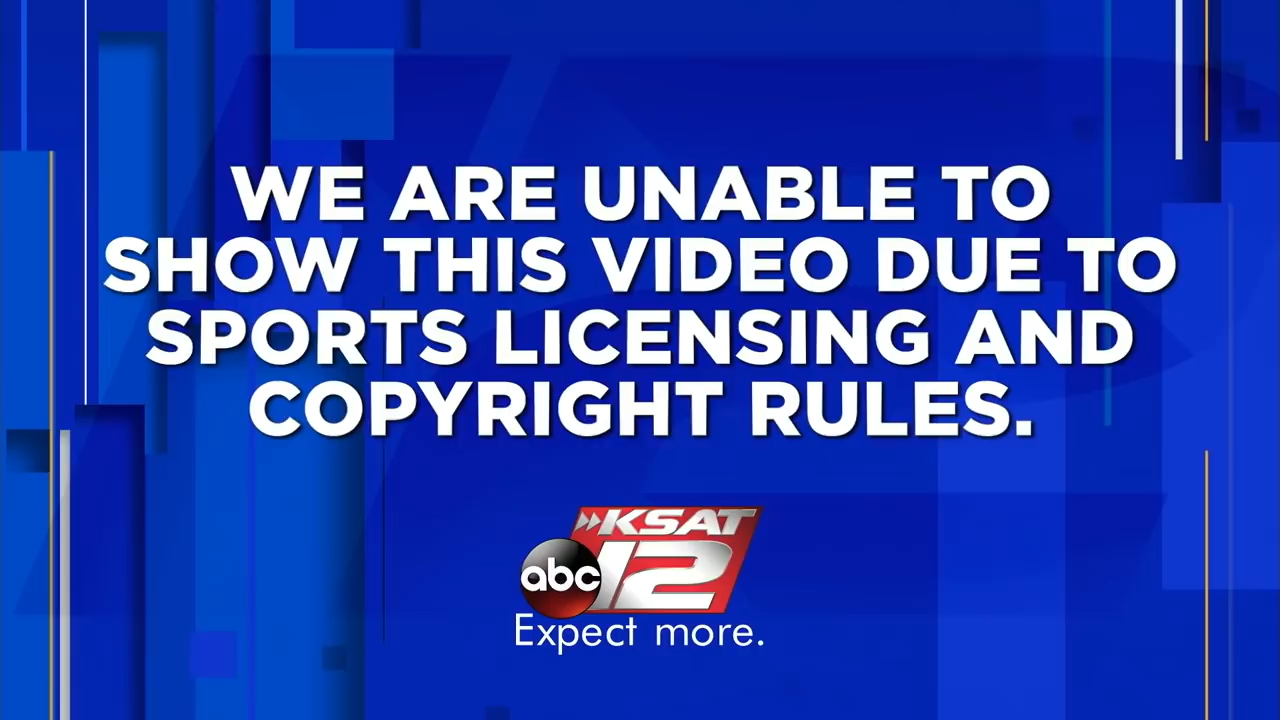 WE ARE UNABLE TO
SHOW THIS VIDEO DUE TO
SPORTS LICENSING AND
COPYRIGHT RULES.
KSAT
abc 12
Expect more.